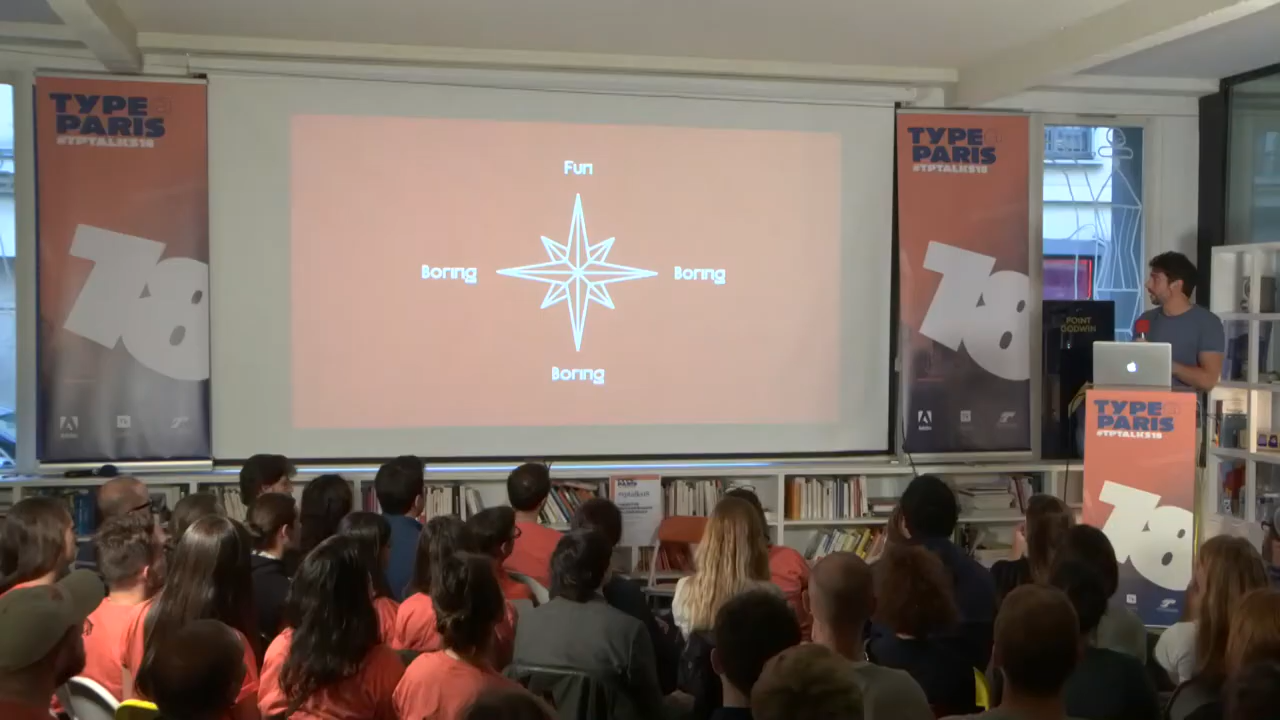 TYPE@
PARIS
#TPTALKS18
18
Fun
Boring
Boring
Boring
TYPE@
PARIS
#TPTALKS18
18
POINT
GODWIN
TYPE@
PARIS
#TPTALKS18
18